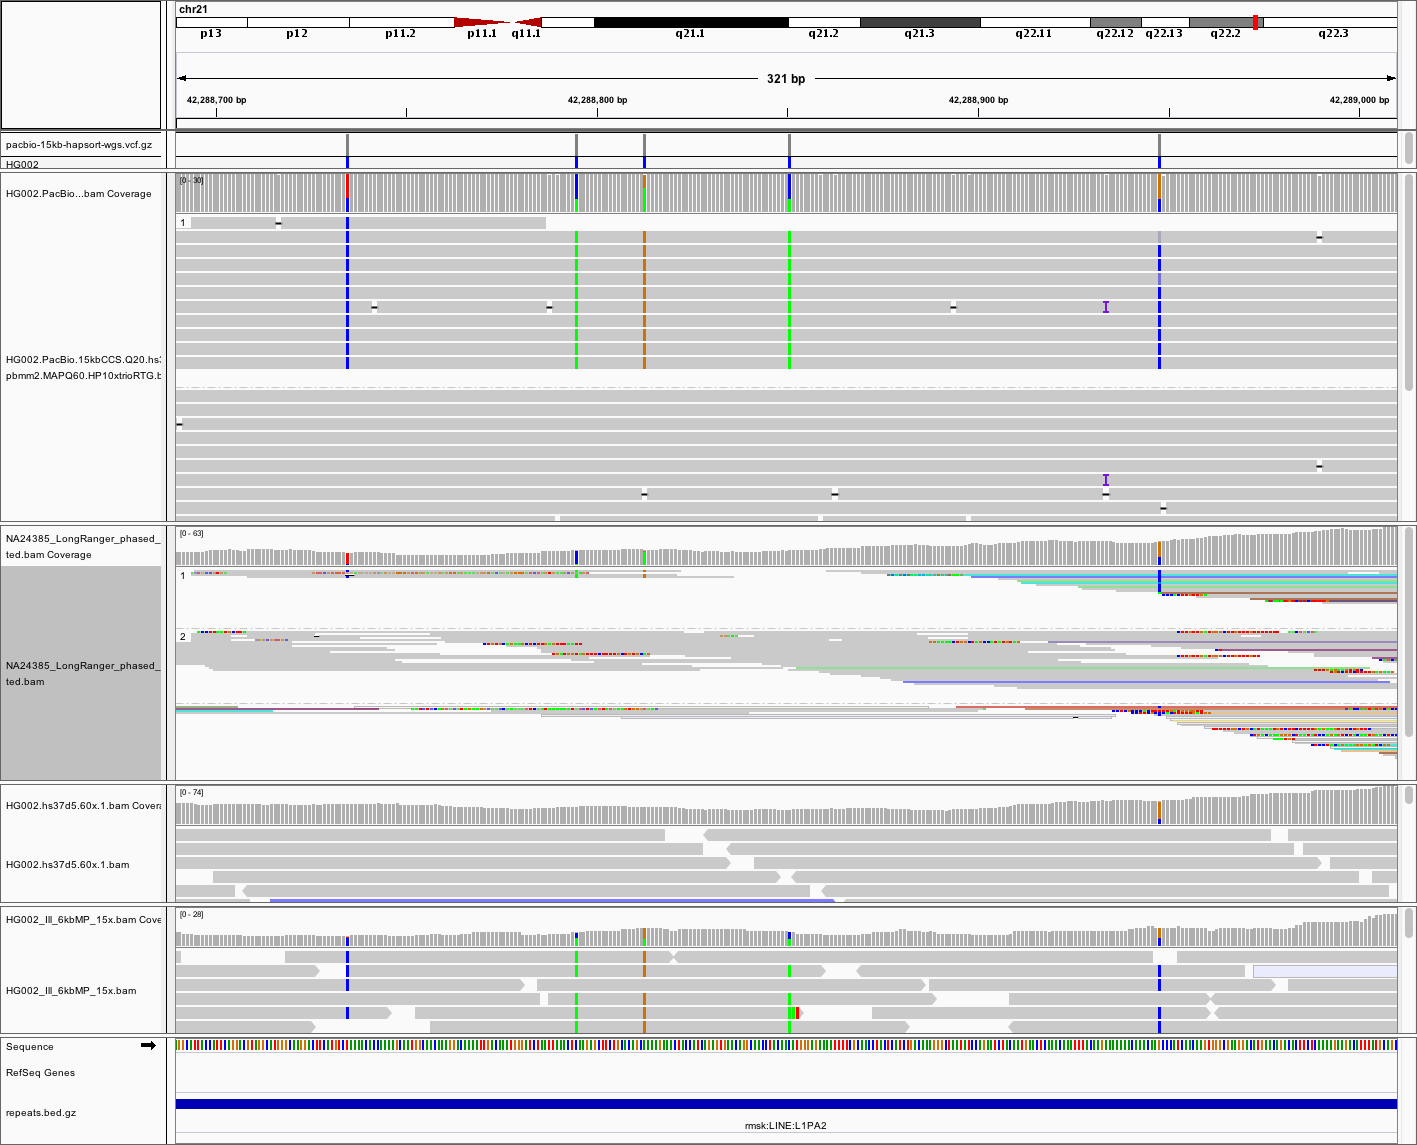 chr21
p13 p12 p11.2 p11.1 q11.1 q21.1 q21.2 q21.3 q22.11 q22.12 q22.13 q22.2 q22.3
321 bp
42,288,700 bp 42,288,800 bp 42,288,900 bp 42,289,000 bp
pacbio-15kb-hapsort-wgs.vcf.gz
HG002
[0 - 30]
HG002.PacBio...bam Coverage
1
HG002.PacBio.15kbCCS.Q20.hs
pbmm2.MAPQ60.HP10xtrioRTG.b
[0 - 63]
NA24385_LongRanger_phased_
ted.bam Coverage
1
2
NA24385_LongRanger_phased_
ted.bam
[0 - 74]
HG002.hs37d5.60x.1.bam Covera
HG002.hs37d5.60x.1.bam
[0 - 28]
HG002_Ill_6kbMP_15x.bam Cove
HG002_Ill_6kbMP_15x.bam
Sequence
RefSeq Genes
repeats.bed.gz
rmsk:LINE:L1PA2